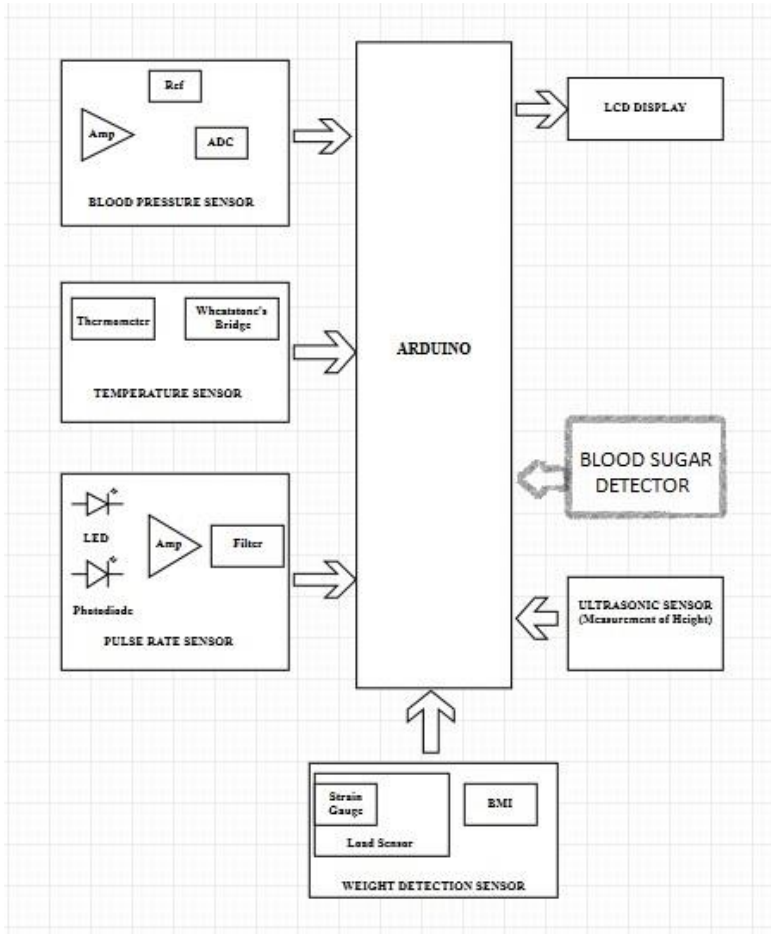 Ref
Amp
ADC
BLOOD PRESSURE SENSOR
Thermometer
Wheatstone's
Bridge
TEMPERATURE SENSOR
LED
Photodiode
Amp
Filter
PULSE RATE SENSOR
ARDUINO
LCD DISPLAY
BLOOD SUGAR
DETECTOR
ULTRASONIC SENSOR
(Measurement of Height)
Strain
Gauge
Load Sensor
BMI
WEIGHT DETECTION SENSOR